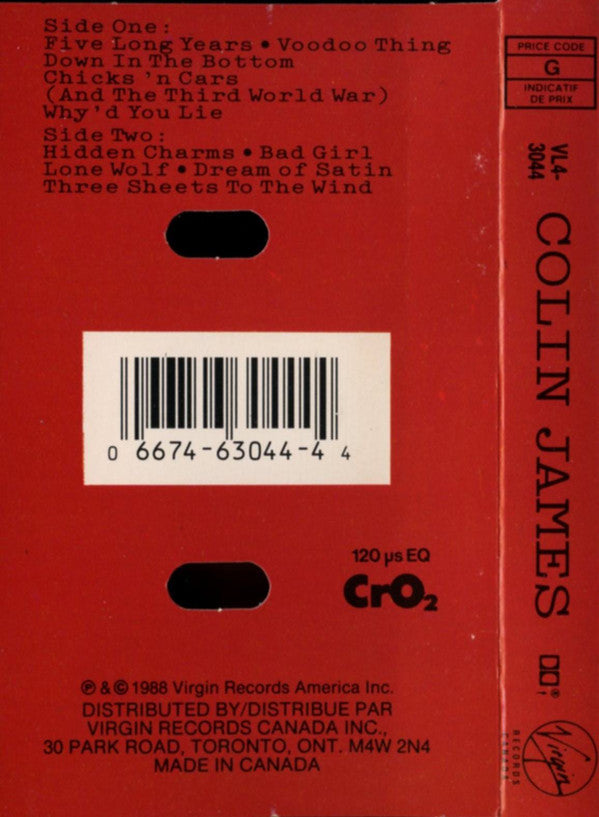 Side One:
Five Long Years • Voodoo Thing
Down In The Bottom
Chicks 'n Cars
(And The Third World War)
Why'd You Lie
Side Two:
Hidden Charms • Bad Girl
Lone Wolf • Dream of Satin
Three Sheets To The Wind
0 6674-63044-4 4
120 µs EQ
CrO2
℗ & © 1988 Virgin Records America Inc.
DISTRIBUTED BY/DISTRIBUE PAR
VIRGIN RECORDS CANADA INC.,
30 PARK ROAD, TORONTO, ONT. M4W 2N4
MADE IN CANADA
PRICE CODE
G
INDICATIF
DE PRIX
VL4-
3044
COLIN JAMES
®
Virgin
RECORDS
CANADA